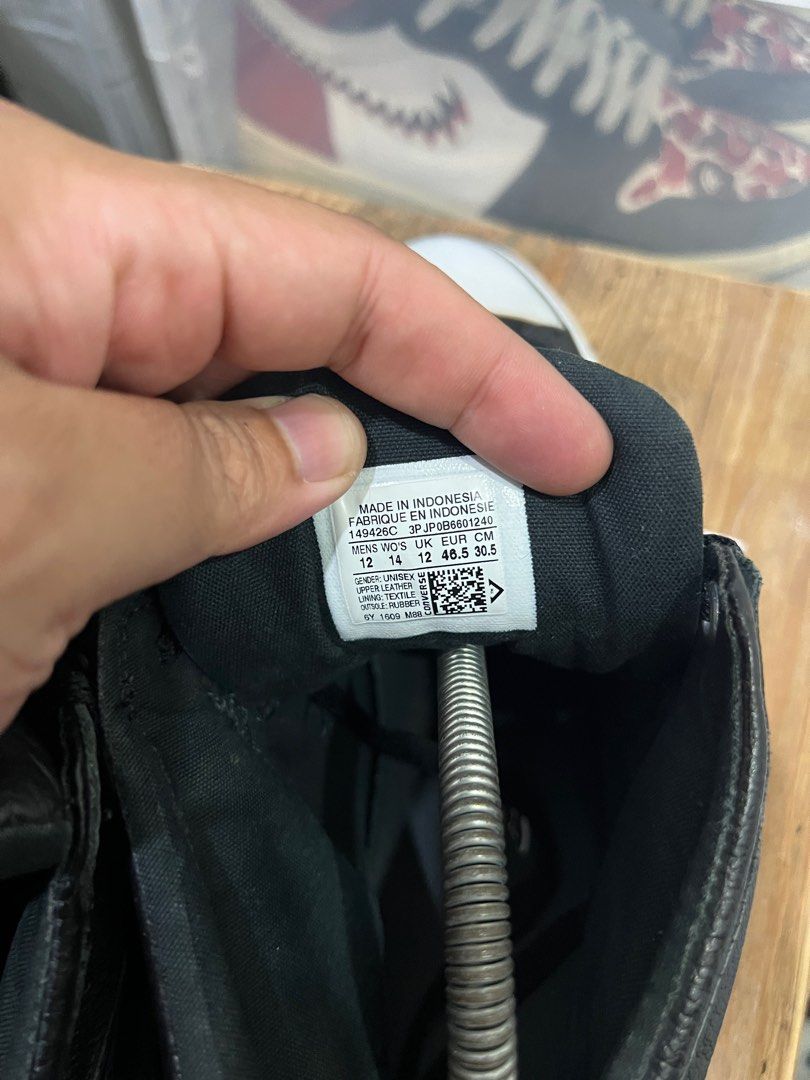 MADE IN INDONESIA
FABRIQUE EN INDONESIE
149426C 3PJP0B6601240
MENS WO'S UK EUR CM
12 14 12 46.5 30.5
GENDER: UNISEX
UPPER LEATHER
LINING: TEXTILE
OUTSOLE: RUBBER
CONVERSE
6Y 1609 M88